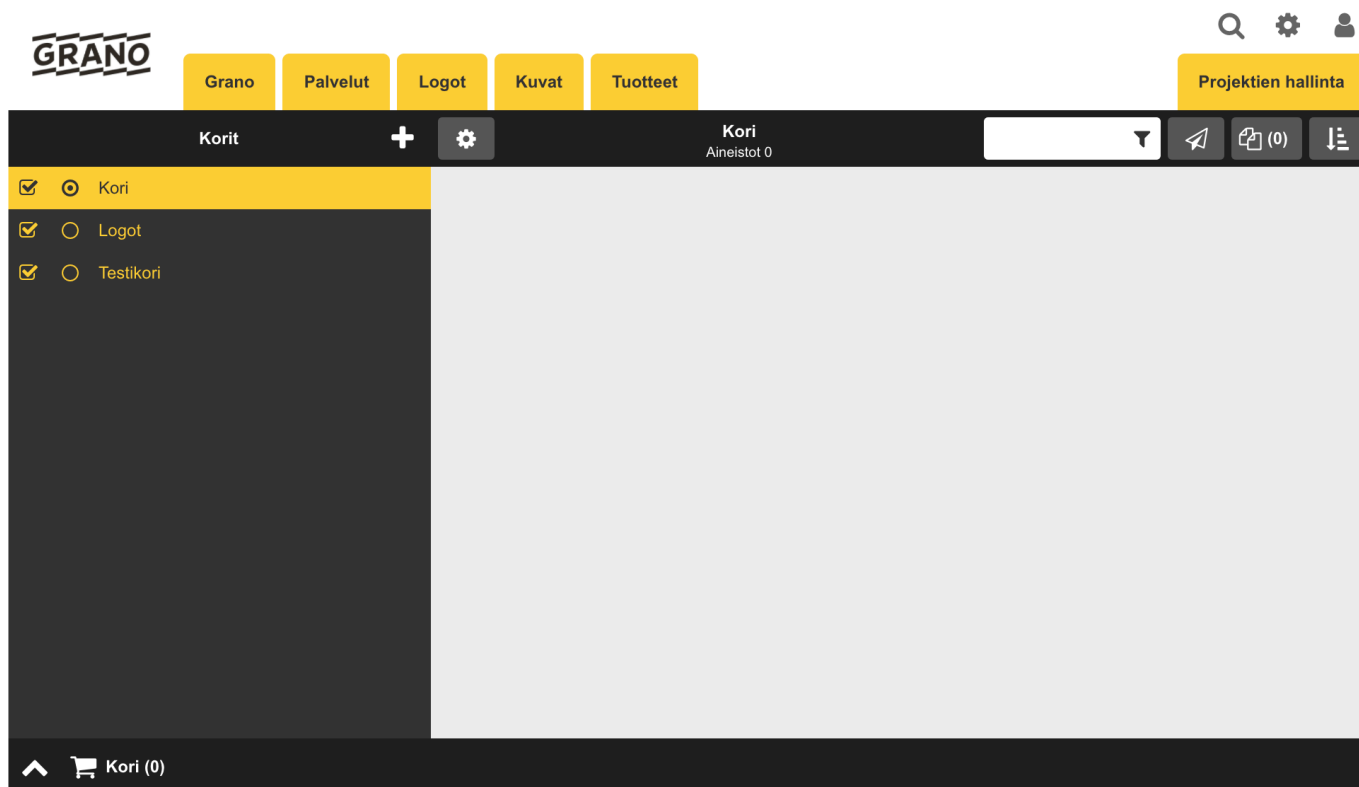 GRANO
Grano
Palvelut
Logot
Kuvat
Tuotteet
Projektien hallinta
Korit
Kori
Aineistot 0
(0)
Kori
Logot
Testikori
Kori (0)